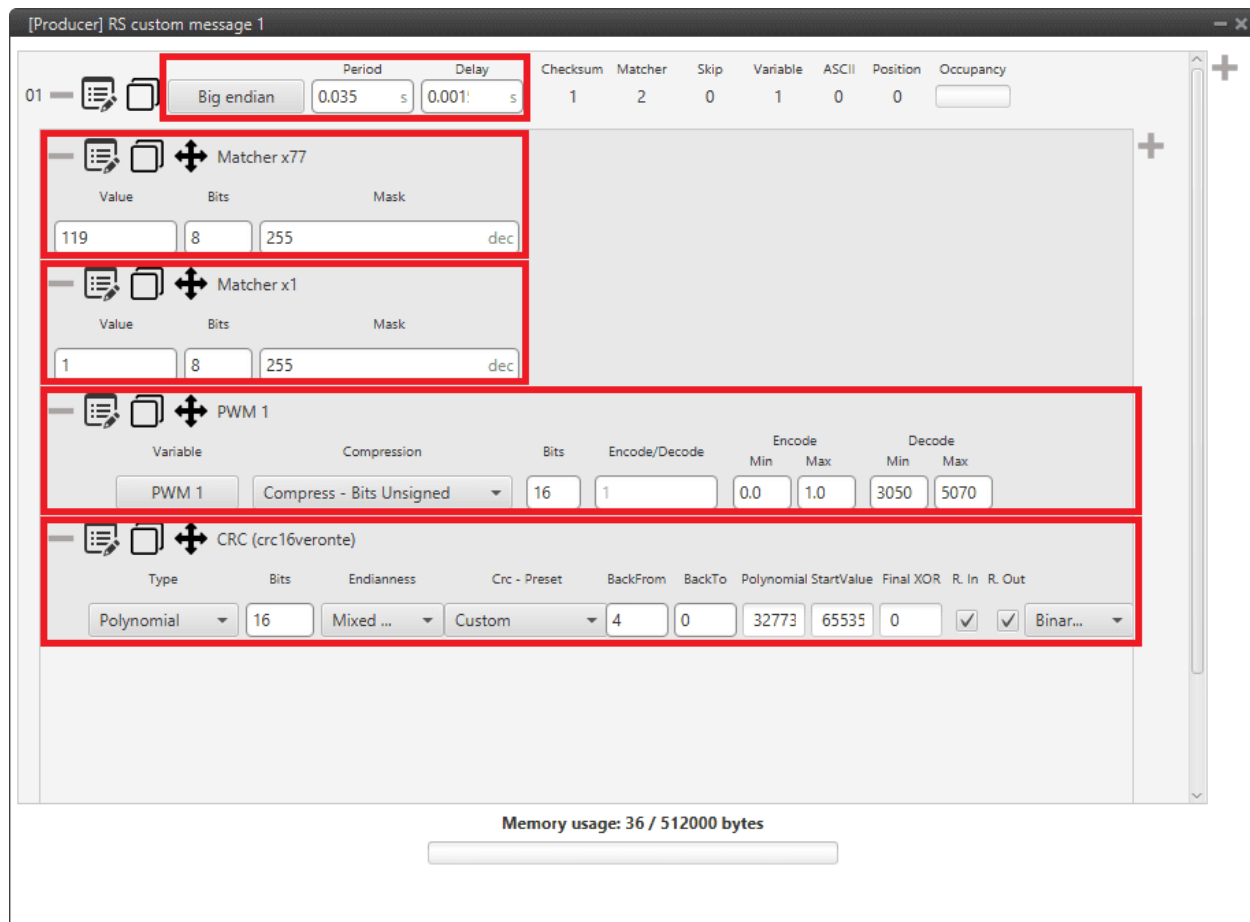 [Producer] RS custom message 1
Period Delay Checksum Matcher Skip Variable ASCII Position Occupancy
01 Big endian 0.035 s 0.001 s 1 2 0 1 0 0
Matcher x77
Value Bits Mask
119 8 255 dec
Matcher x1
Value Bits Mask
1 8 255 dec
PWM 1
Encode Decode
Variable Compression Bits Encode/Decode Min Max Min Max
PWM 1 Compress - Bits Unsigned 16 1 0.0 1.0 3050 5070
CRC (crc16veronte)
Type Bits Endianness Crc - Preset BackFrom BackTo Polynomial StartValue Final XOR R. In R. Out
Polynomial 16 Mixed ... Custom 4 0 32773 65535 0 Binar...
Memory usage: 36 / 512000 bytes